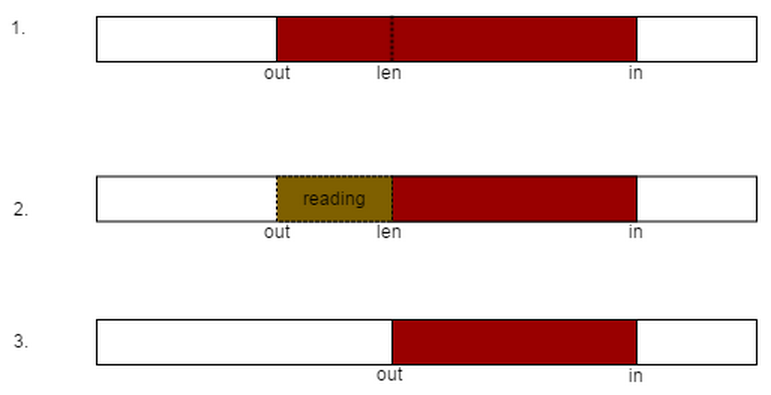 1.
out len in
2.
reading
out len in
3.
out in